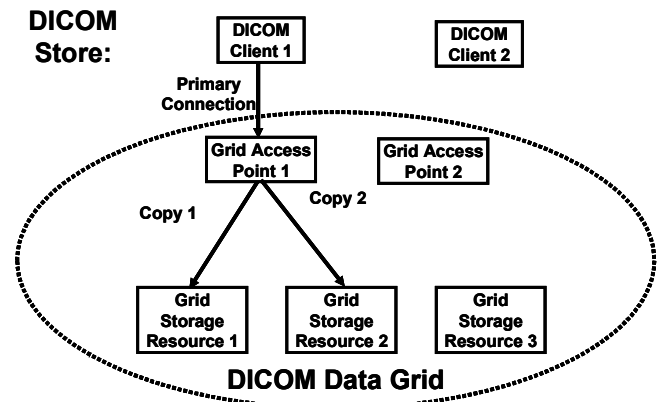 DICOM
Store:
DICOM
Client 1
DICOM
Client 2
Primary
Connection
Grid Access
Point 1
Grid Access
Point 2
Copy 1
Copy 2
Grid
Storage
Resource 1
Grid
Storage
Resource 2
Grid
Storage
Resource 3
DICOM Data Grid